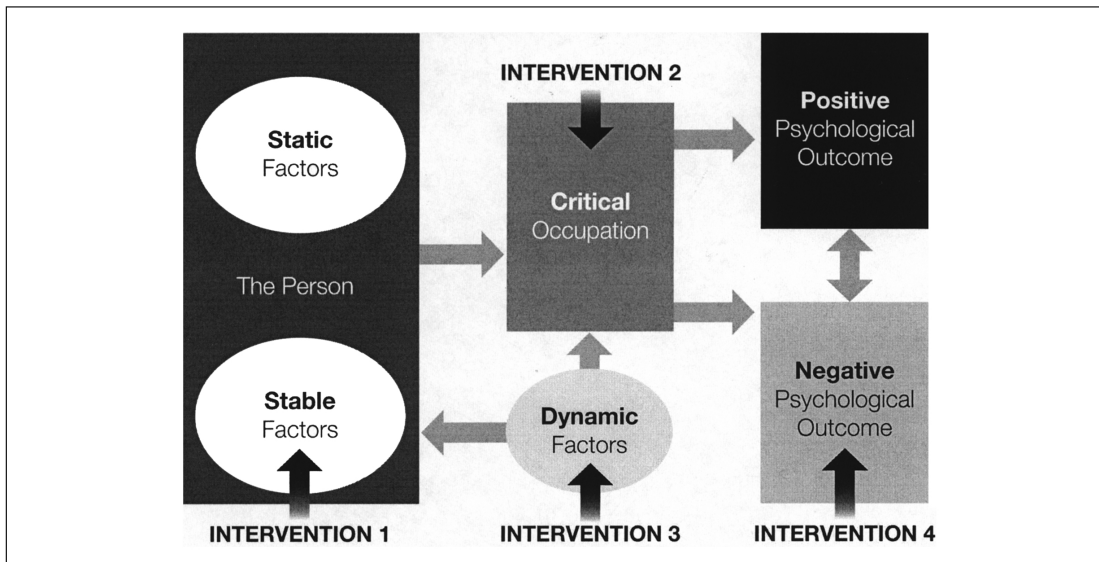 INTERVENTION 2
Static
Factors
Positive
Psychological
Outcome
Critical
Occupation
The Person
Stable
Factors
Dynamic
Factors
Negative
Psychological
Outcome
INTERVENTION 1
INTERVENTION 3
INTERVENTION 4